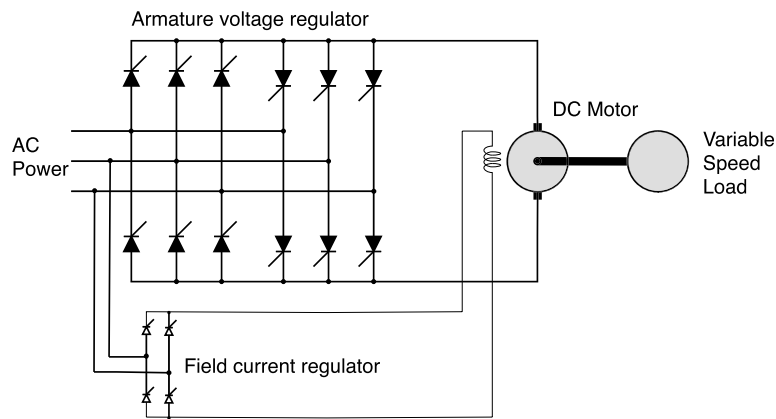 Armature voltage regulator
DC Motor
AC
Power
Variable
Speed
Load
Field current regulator